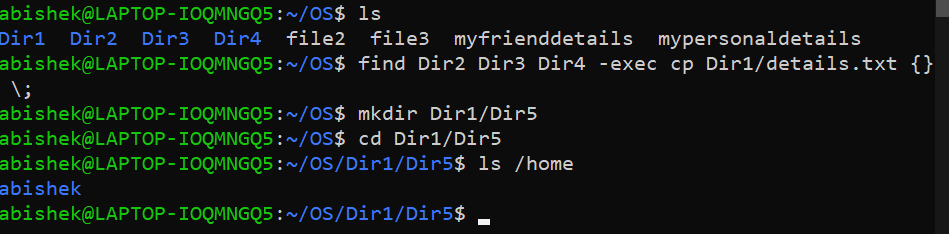 abishek@LAPTOP-IOQMNGQ5:~/OS$ ls
Dir1  Dir2  Dir3  Dir4  file2  file3  myfrienddetails  mypersonaldetails
abishek@LAPTOP-IOQMNGQ5:~/OS$ find Dir2 Dir3 Dir4 -exec cp Dir1/details.txt {}
 \;
abishek@LAPTOP-IOQMNGQ5:~/OS$ mkdir Dir1/Dir5
abishek@LAPTOP-IOQMNGQ5:~/OS$ cd Dir1/Dir5
abishek@LAPTOP-IOQMNGQ5:~/OS/Dir1/Dir5$ ls /home
abishek
abishek@LAPTOP-IOQMNGQ5:~/OS/Dir1/Dir5$